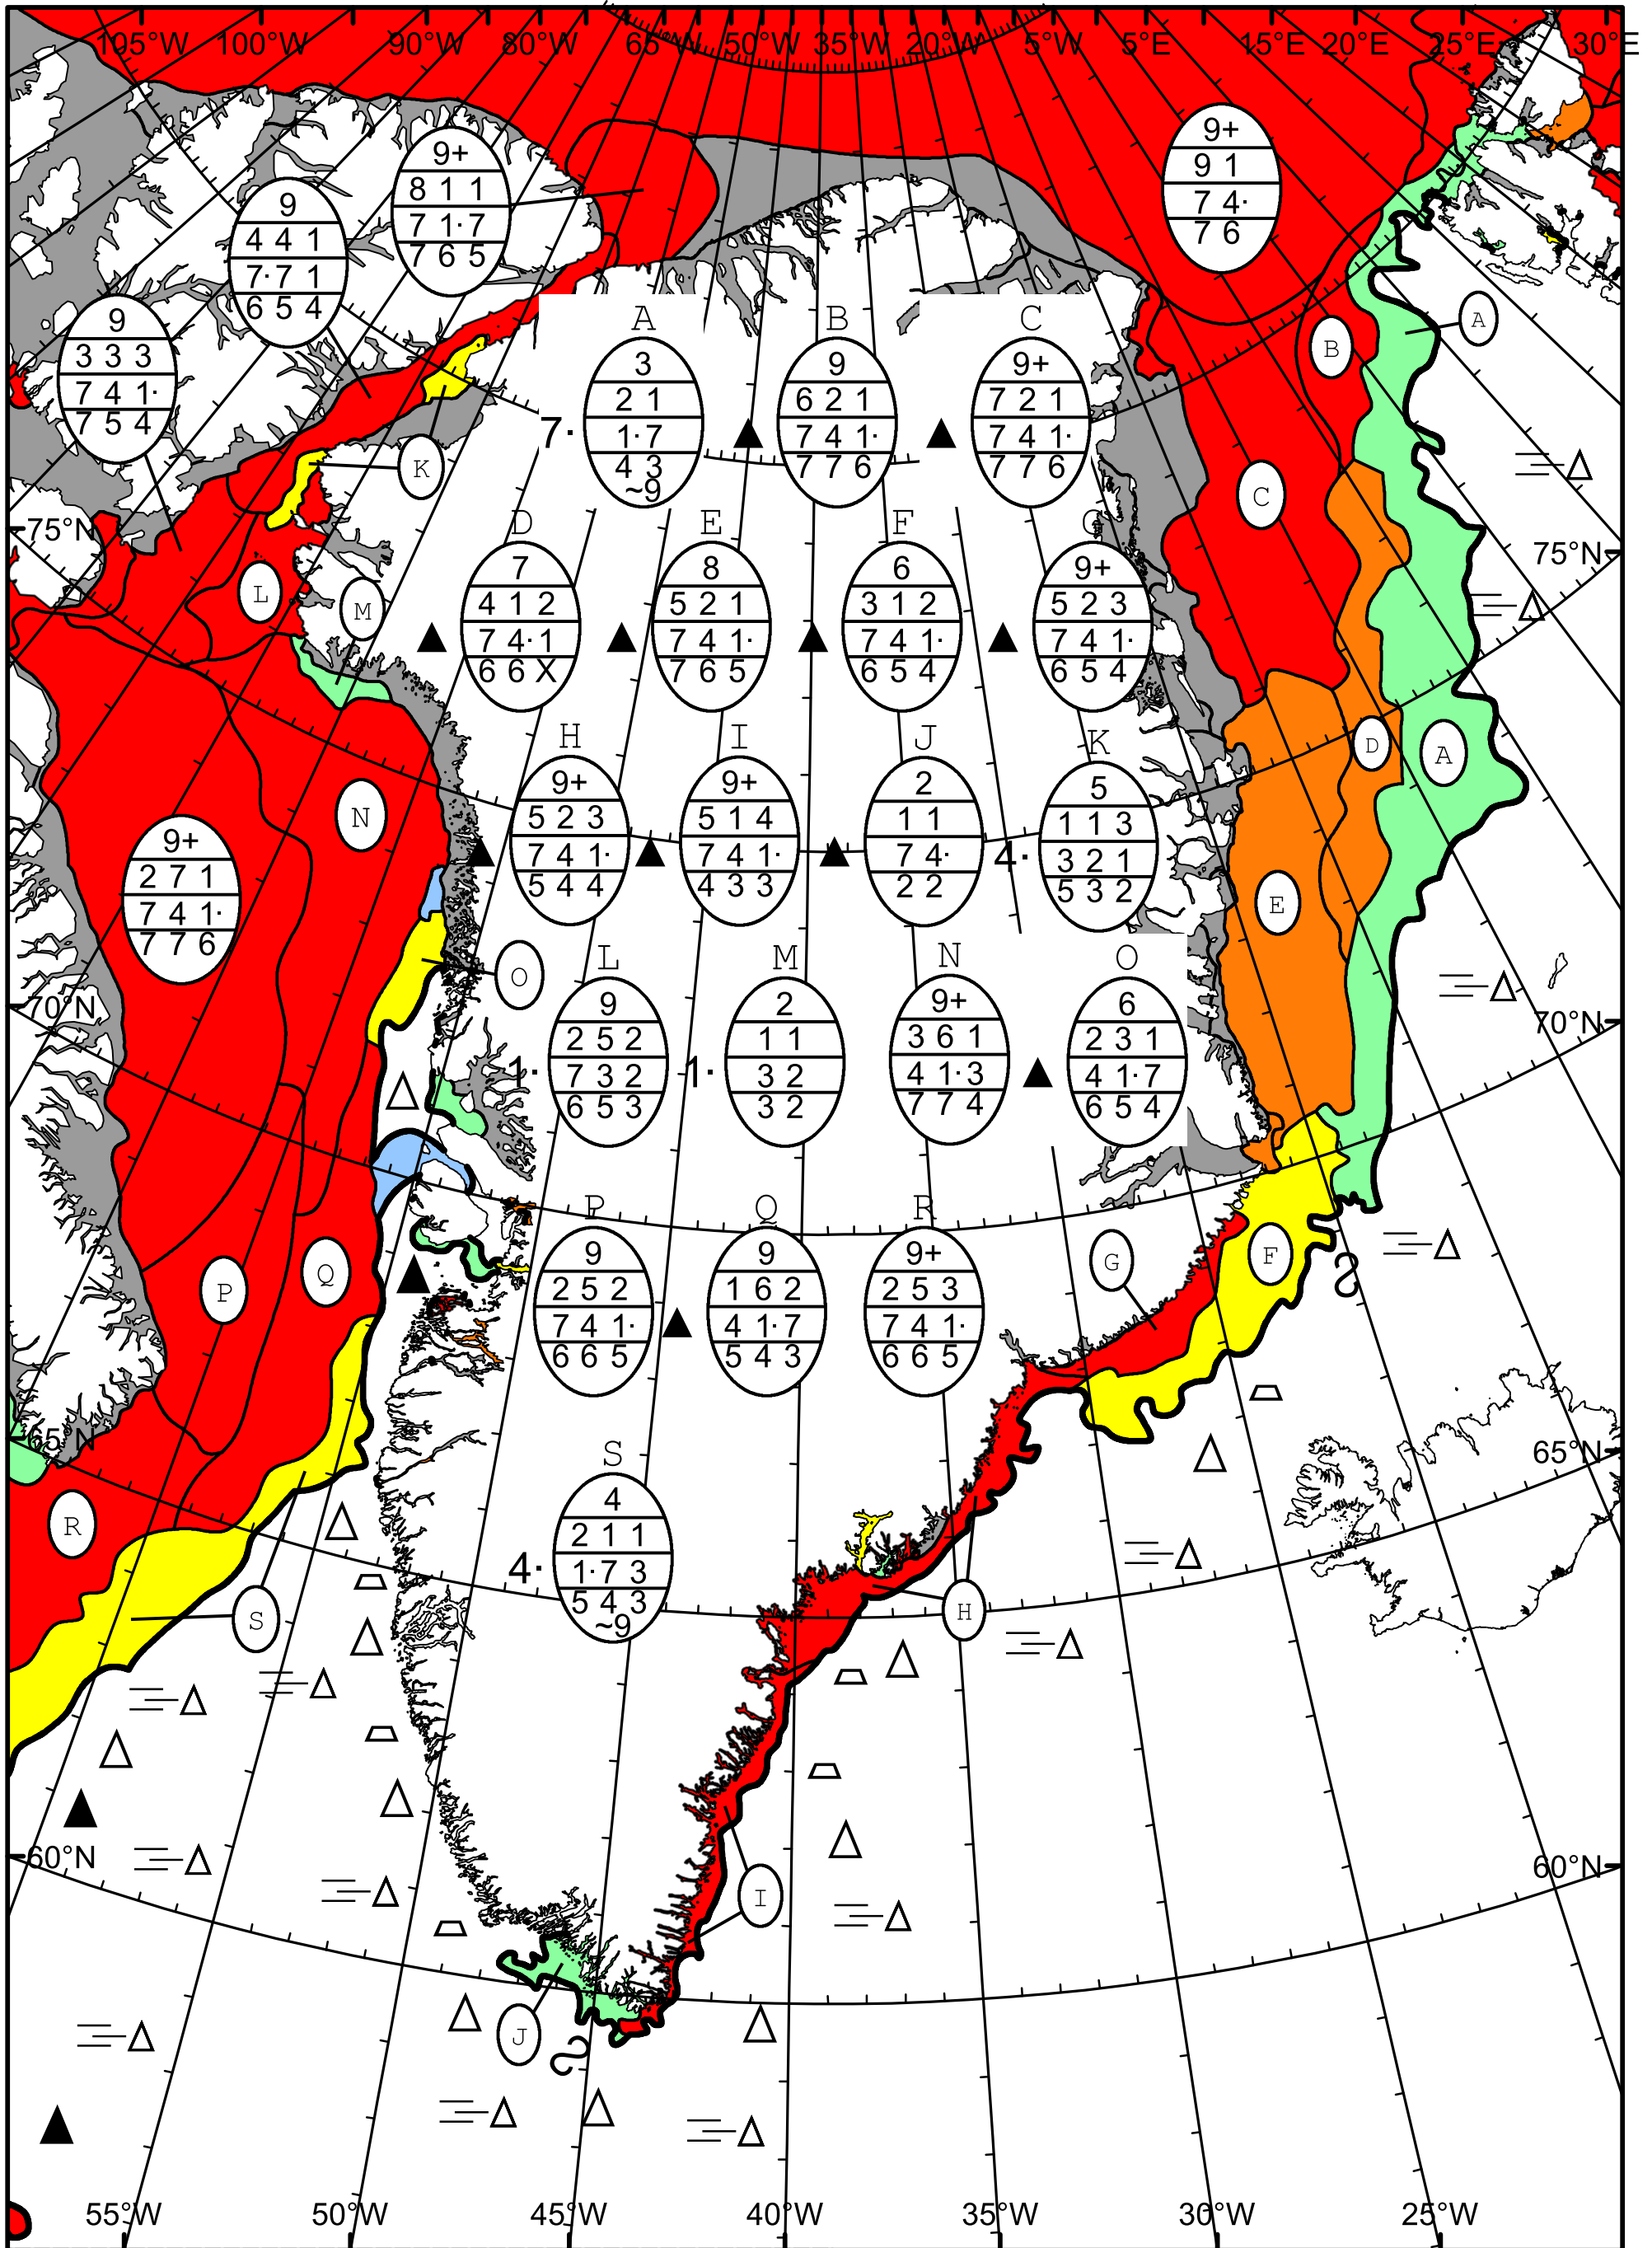 105°W 100°W 90°W 80°W 65°W 50°W 35°W 20°W 5°W 5°E 15°E 20°E 25°E 30°E
9+
9 1
7 4·
7 6
9+
8 1 1
7 1·7
7 6 5
9
4 4 1
7·7 1
6 5 4
9
3 3 3
7 4 1·
7 5 4
A
3
2 1
7· 1·7
4 3
~9
B
9
6 2 1
7 4 1·
7 7 6
C
9+
7 2 1
7 4 1·
7 7 6
A
B
K
C
75°N
75°N
D
7
4 1 2
7 4·1
6 6 X
E
8
5 2 1
7 4 1·
7 6 5
F
6
3 1 2
7 4 1·
6 5 4
G
9+
5 2 3
7 4 1·
6 5 4
L
M
D
A
H
9+
5 2 3
7 4 1·
5 4 4
I
9+
5 1 4
7 4 1·
4 3 3
J
2
1 1
7 4·
2 2
K
5
1 1 3
4· 3 2 1
5 3 2
N
9+
2 7 1
7 4 1·
7 7 6
E
O
70°N
70°N
L
9
2 5 2
1· 7 3 2
6 5 3
M
2
1 1
1· 3 2
3 2
N
9+
3 6 1
4 1·3
7 7 4
O
6
2 3 1
4 1·7
6 5 4
P
9
2 5 2
7 4 1·
6 6 5
Q
9
1 6 2
4 1·7
5 4 3
R
9+
2 5 3
7 4 1·
6 6 5
P
Q
G
F
65°N
65°N
S
4
2 1 1
4· 1·7 3
5 4 3
~9
R
S
H
60°N
60°N
I
J
55°W 50°W 45°W 40°W 35°W 30°W 25°W